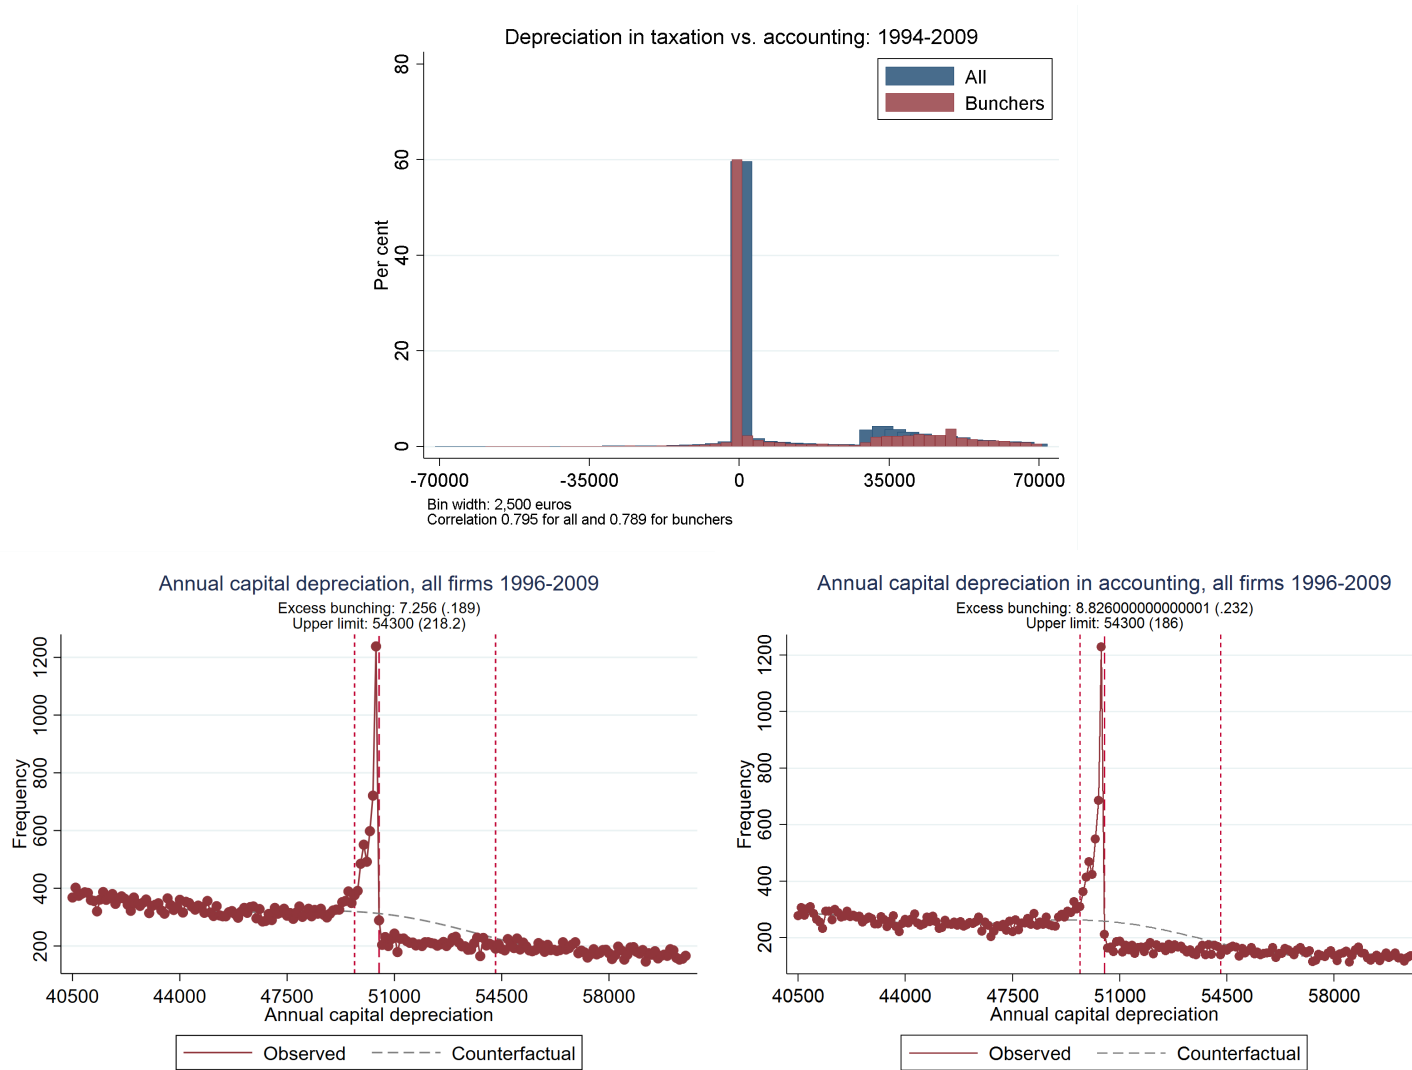 Depreciation in taxation vs. accounting: 1994-2009
All
Bunchers
Per cent
80
60
40
20
0
-70000 -35000 0 35000 70000
Bin width: 2,500 euros
Correlation 0.795 for all and 0.789 for bunchers
Annual capital depreciation, all firms 1996-2009
Excess bunching: 7.256 (.189)
Upper limit: 54300 (218.2)
Frequency
1200
1000
800
600
400
200
40500 44000 47500 51000 54500 58000
Annual capital depreciation
Observed Counterfactual
Annual capital depreciation in accounting, all firms 1996-2009
Excess bunching: 8.826000000000001 (.232)
Upper limit: 54300 (186)
Frequency
1200
1000
800
600
400
200
40500 44000 47500 51000 54500 58000
Annual capital depreciation
Observed Counterfactual